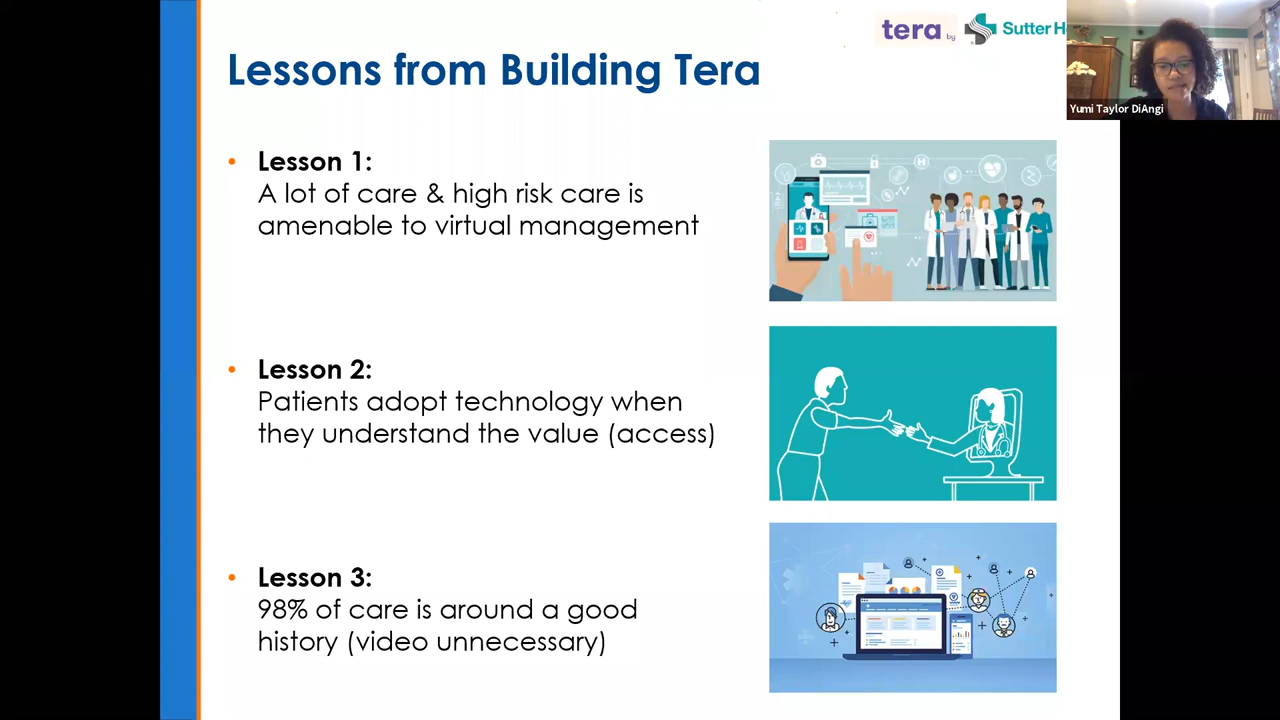 tera by Sutter H
Lessons from Building Tera
Yumi Taylor DiAngi
• Lesson 1:
A lot of care & high risk care is
amenable to virtual management
• Lesson 2:
Patients adopt technology when
they understand the value (access)
• Lesson 3:
98% of care is around a good
history (video unnecessary)